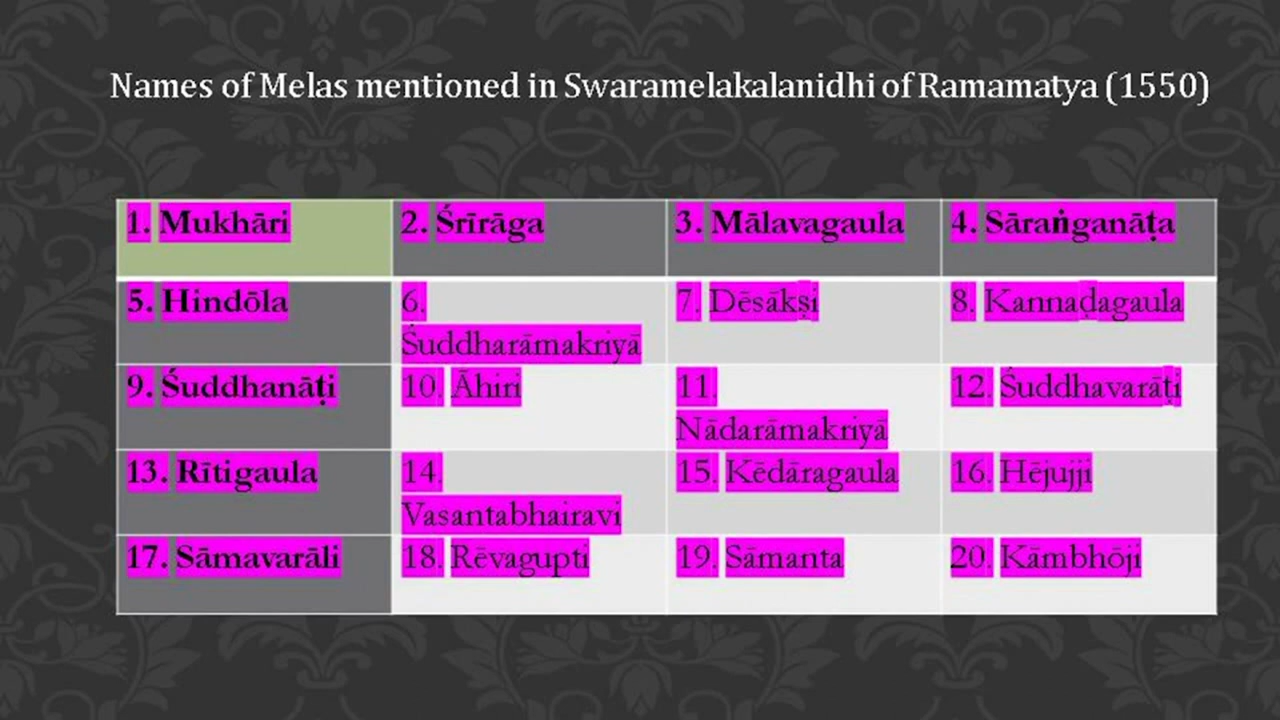 Names of Melas mentioned in Swaramelakalanidhi of Ramamatya (1550)
1. Mukhāri
2. Śrīrāga
3. Mālavagaula
4. Sāraṅganāṭa
5. Hindōla
6.
Śuddharāmakriyā
7. Dēsākṣi
8. Kannaḍagaula
9. Śuddhanāṭi
10. Āhiri
11.
Nādarāmakriyā
12. Śuddhavarāṭi
13. Rītigaula
14.
Vasantabhairavi
15. Kēdāragaula
16. Hējujji
17. Sāmavarāli
18. Rēvagupti
19. Sāmanta
20. Kāmbhōji